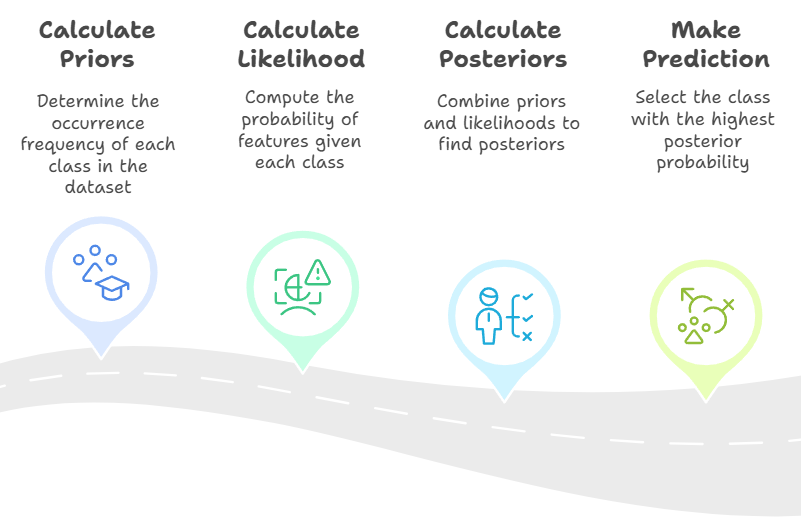 Calculate
Priors
Determine the
occurrence
frequency of each
class in the
dataset
Calculate
Likelihood
Compute the
probability of
features given
each class
Calculate
Posteriors
Combine priors
and likelihoods to
find posteriors
Make
Prediction
Select the class
with the highest
posterior
probability